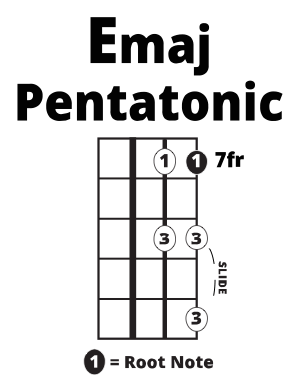 Emaj
Pentatonic
1 1 7fr
3 3
SLIDE
3
1 = Root Note